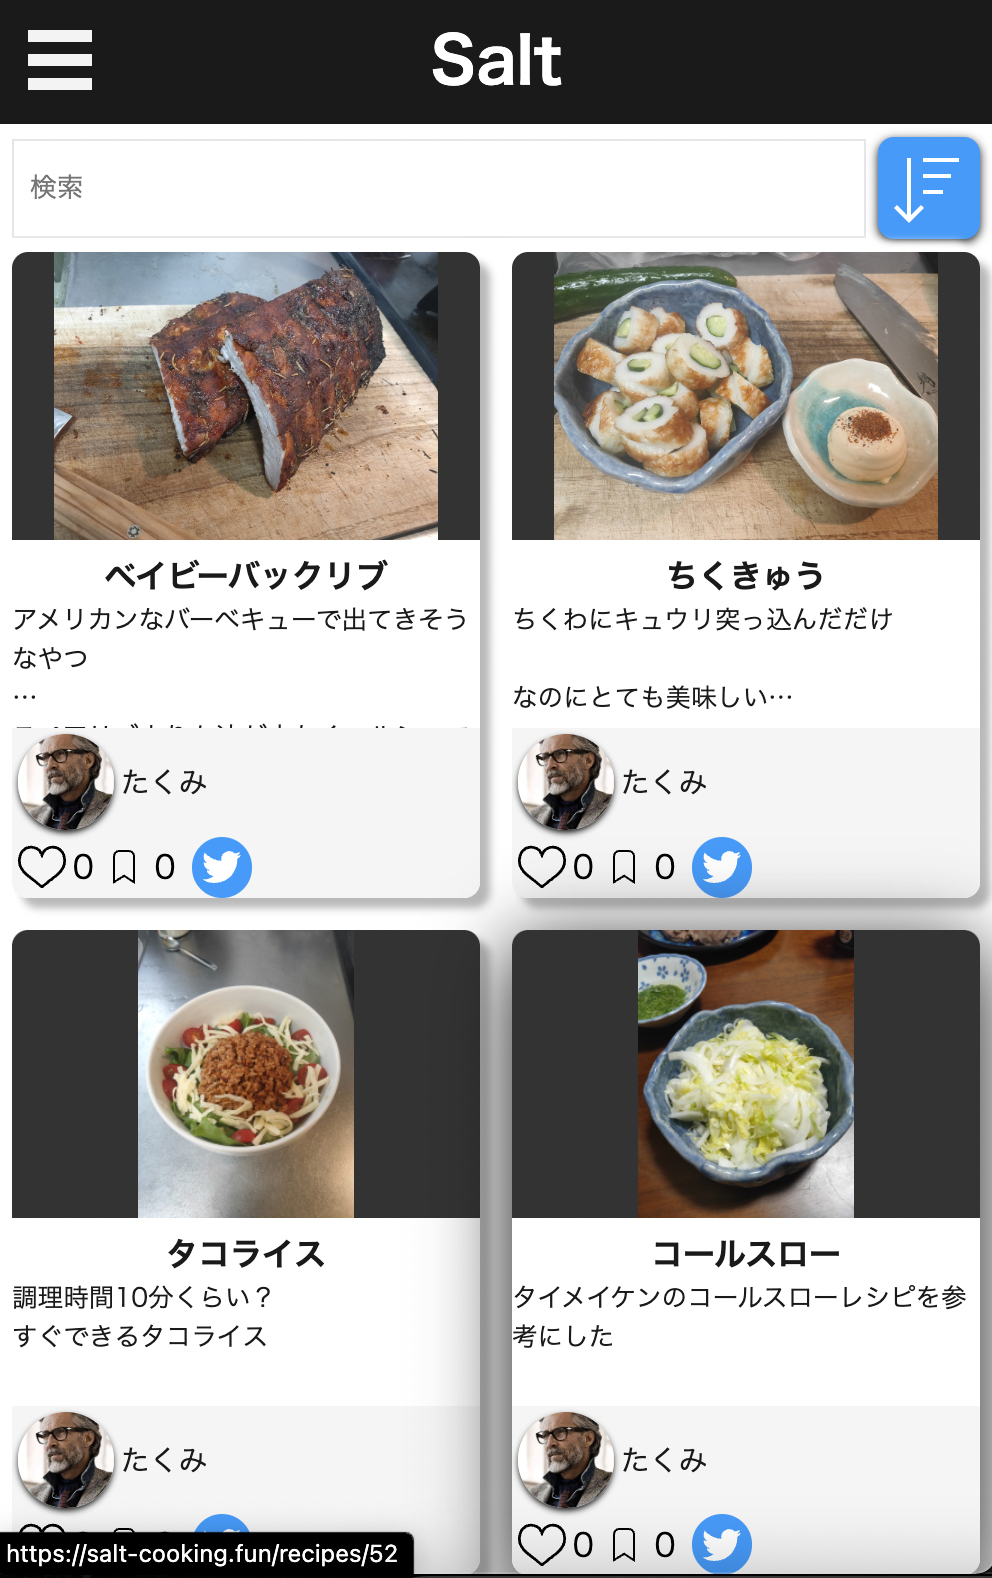 Salt
検索
ベイビーバックリブ
アメリカンなバーベキューで出てきそう
なやつ
…
たくみ
0 0
ちくきゅう
ちくわにキュウリ突っ込んだだけ
なのにとても美味しい…
たくみ
0 0
タコライス
調理時間10分くらい？
すぐできるタコライス
たくみ
コールスロー
タイメイケンのコールスローレシピを参
考にした
たくみ
0 0
https://salt-cooking.fun/recipes/52